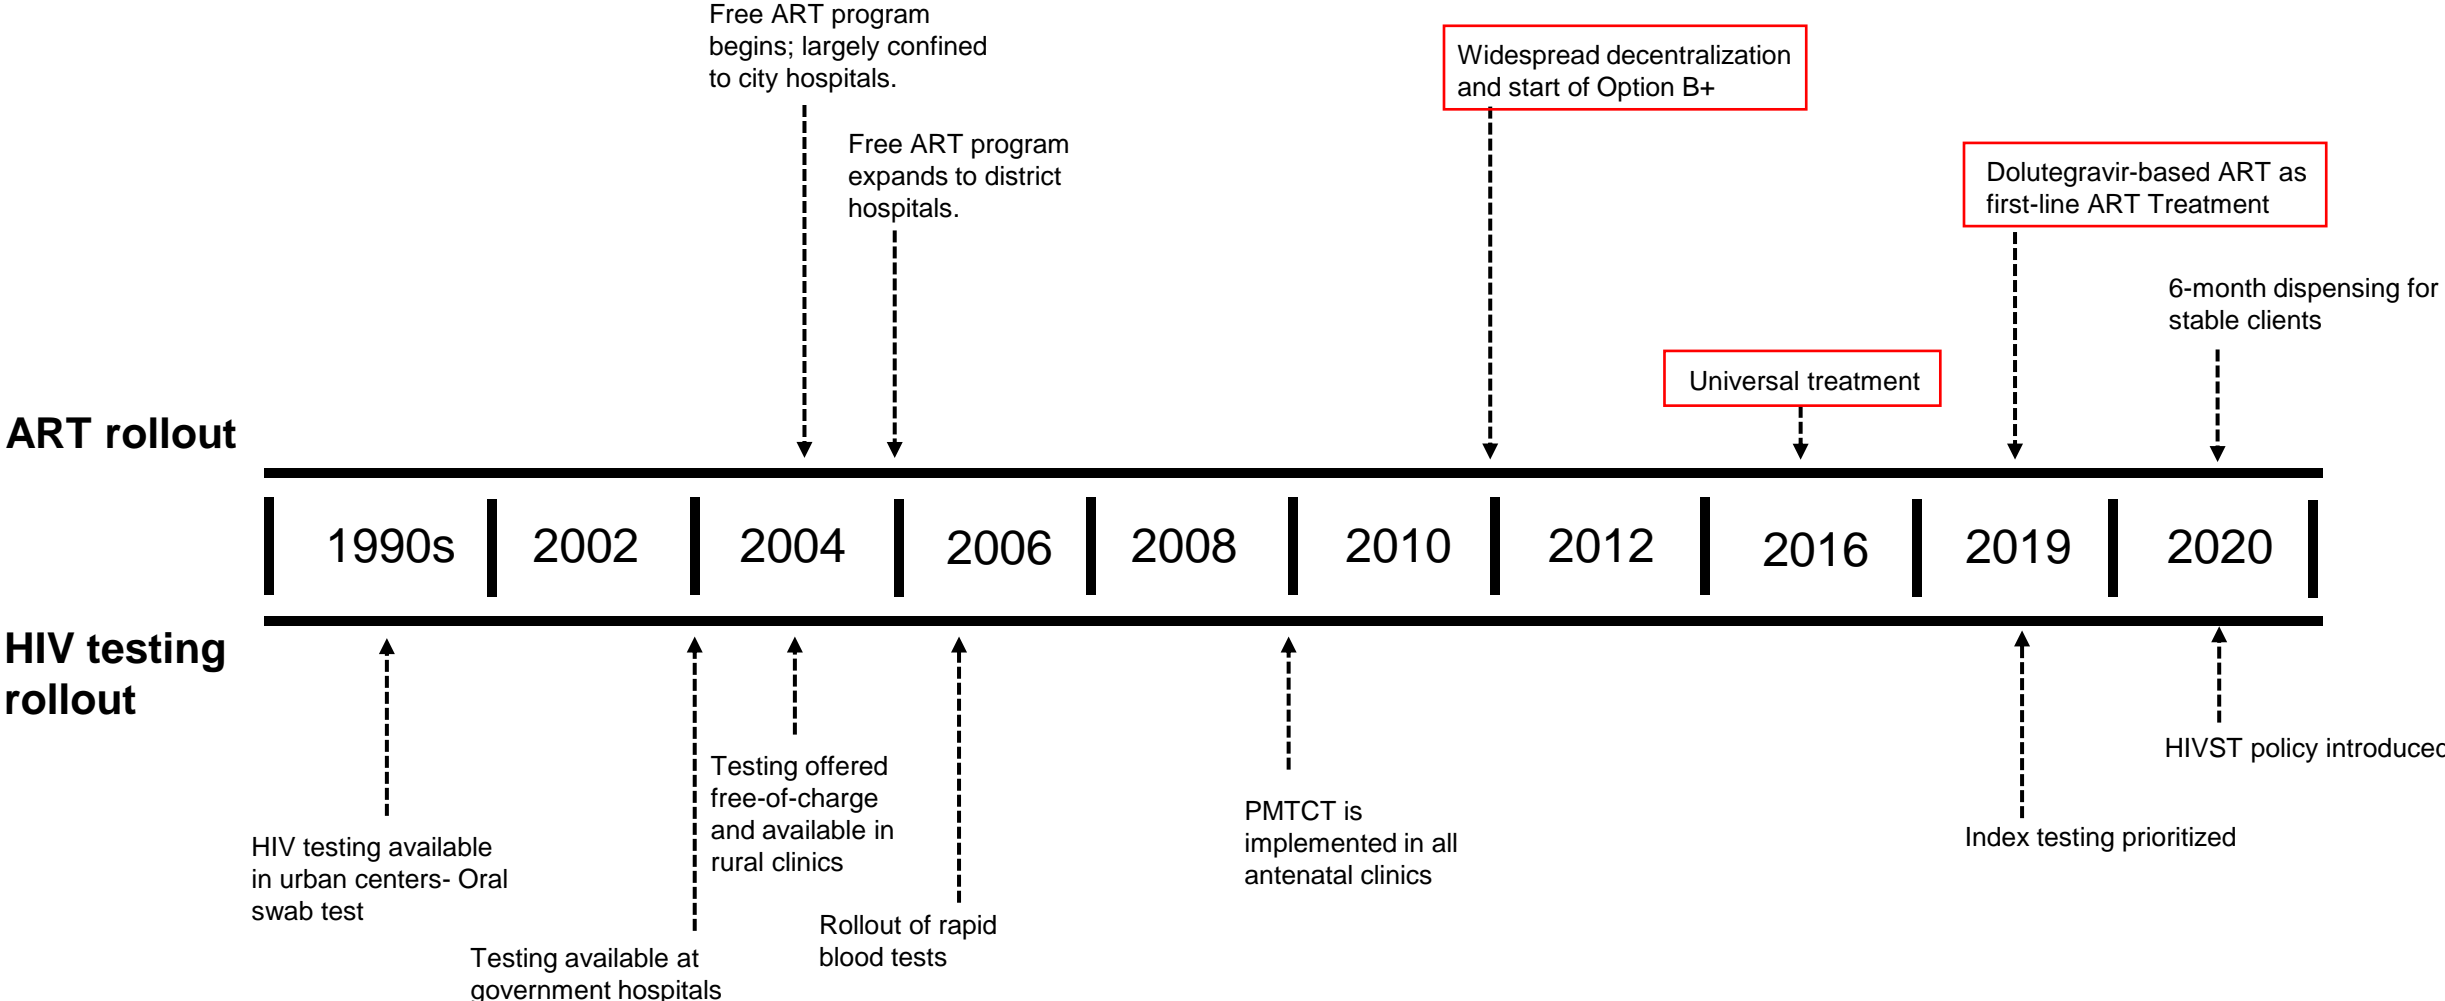 Free ART program
begins; largely confined
to city hospitals.
Widespread decentralization
and start of Option B+
Free ART program
expands to district
hospitals.
Dolutegravir-based ART as
first-line ART Treatment
6-month dispensing for
stable clients
Universal treatment
ART rollout
1990s
2002
2004
2006
2008
2010
2012
2016
2019
2020
HIV testing
rollout
HIV testing available
in urban centers- Oral
swab test
Testing available at
government hospitals
Testing offered
free-of-charge
and available in
rural clinics
Rollout of rapid
blood tests
PMTCT is
implemented in all
antenatal clinics
Index testing prioritized
HIVST policy introduced